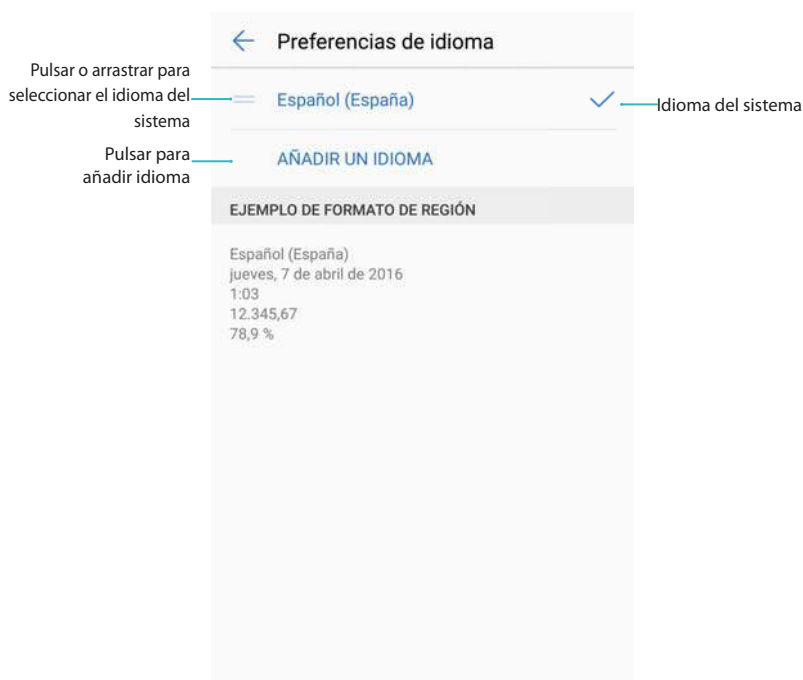 Preferencias de idioma
Pulsar o arrastrar para
seleccionar el idioma del
sistema
Español (España)
Idioma del sistema
Pulsar para
añadir idioma
AÑADIR UN IDIOMA
EJEMPLO DE FORMATO DE REGIÓN
Español (España)
jueves, 7 de abril de 2016
1:03
12.345,67
78,9 %